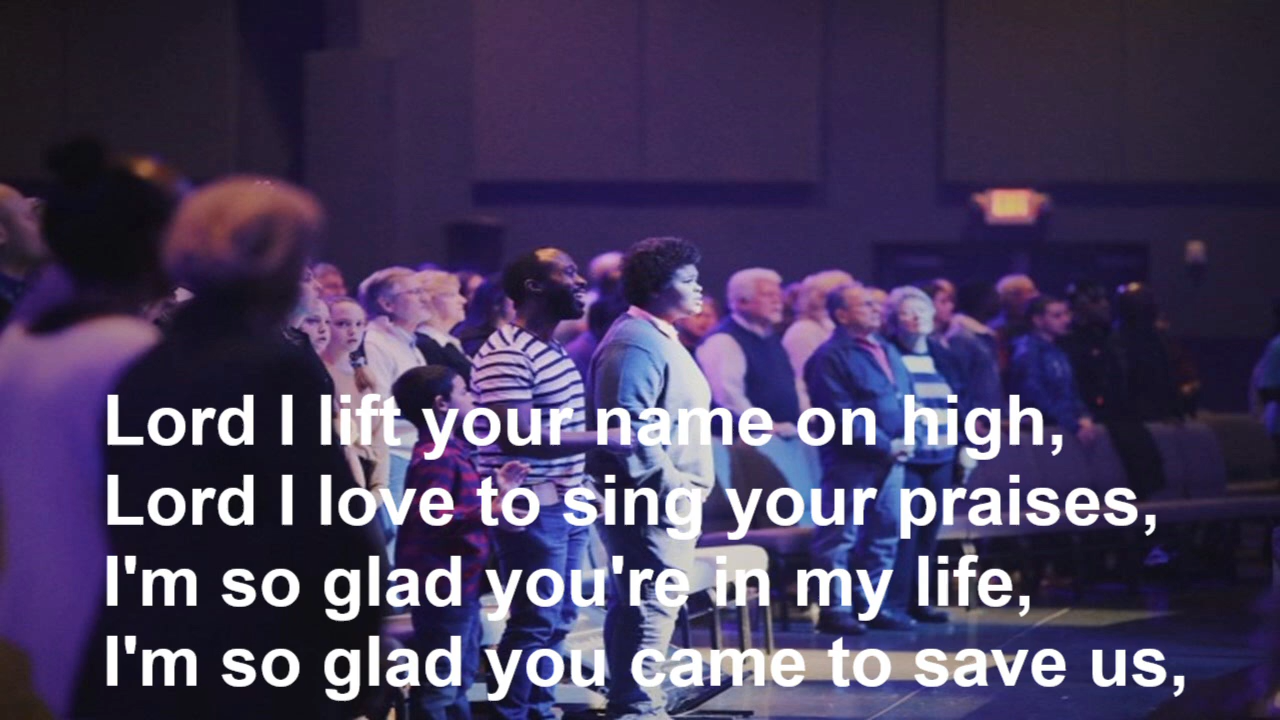 Lord I lift your name on high,
Lord I love to sing your praises,
I'm so glad you're in my life,
I'm so glad you came to save us,